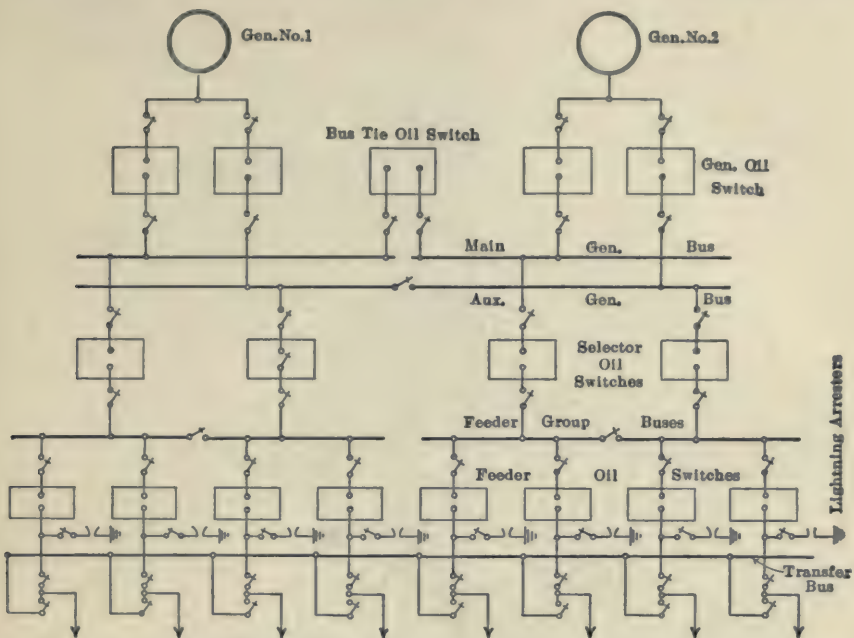 Gen.No.1
Gen.No.2
Bus Tie Oil Switch
Gen. Oil
Switch
Main Gen. Bus
Aux. Gen. Bus
Selector
Oil
Switches
Feeder Group Buses
Feeder Oil Switches
Lightning Arresters
Transfer
Bus